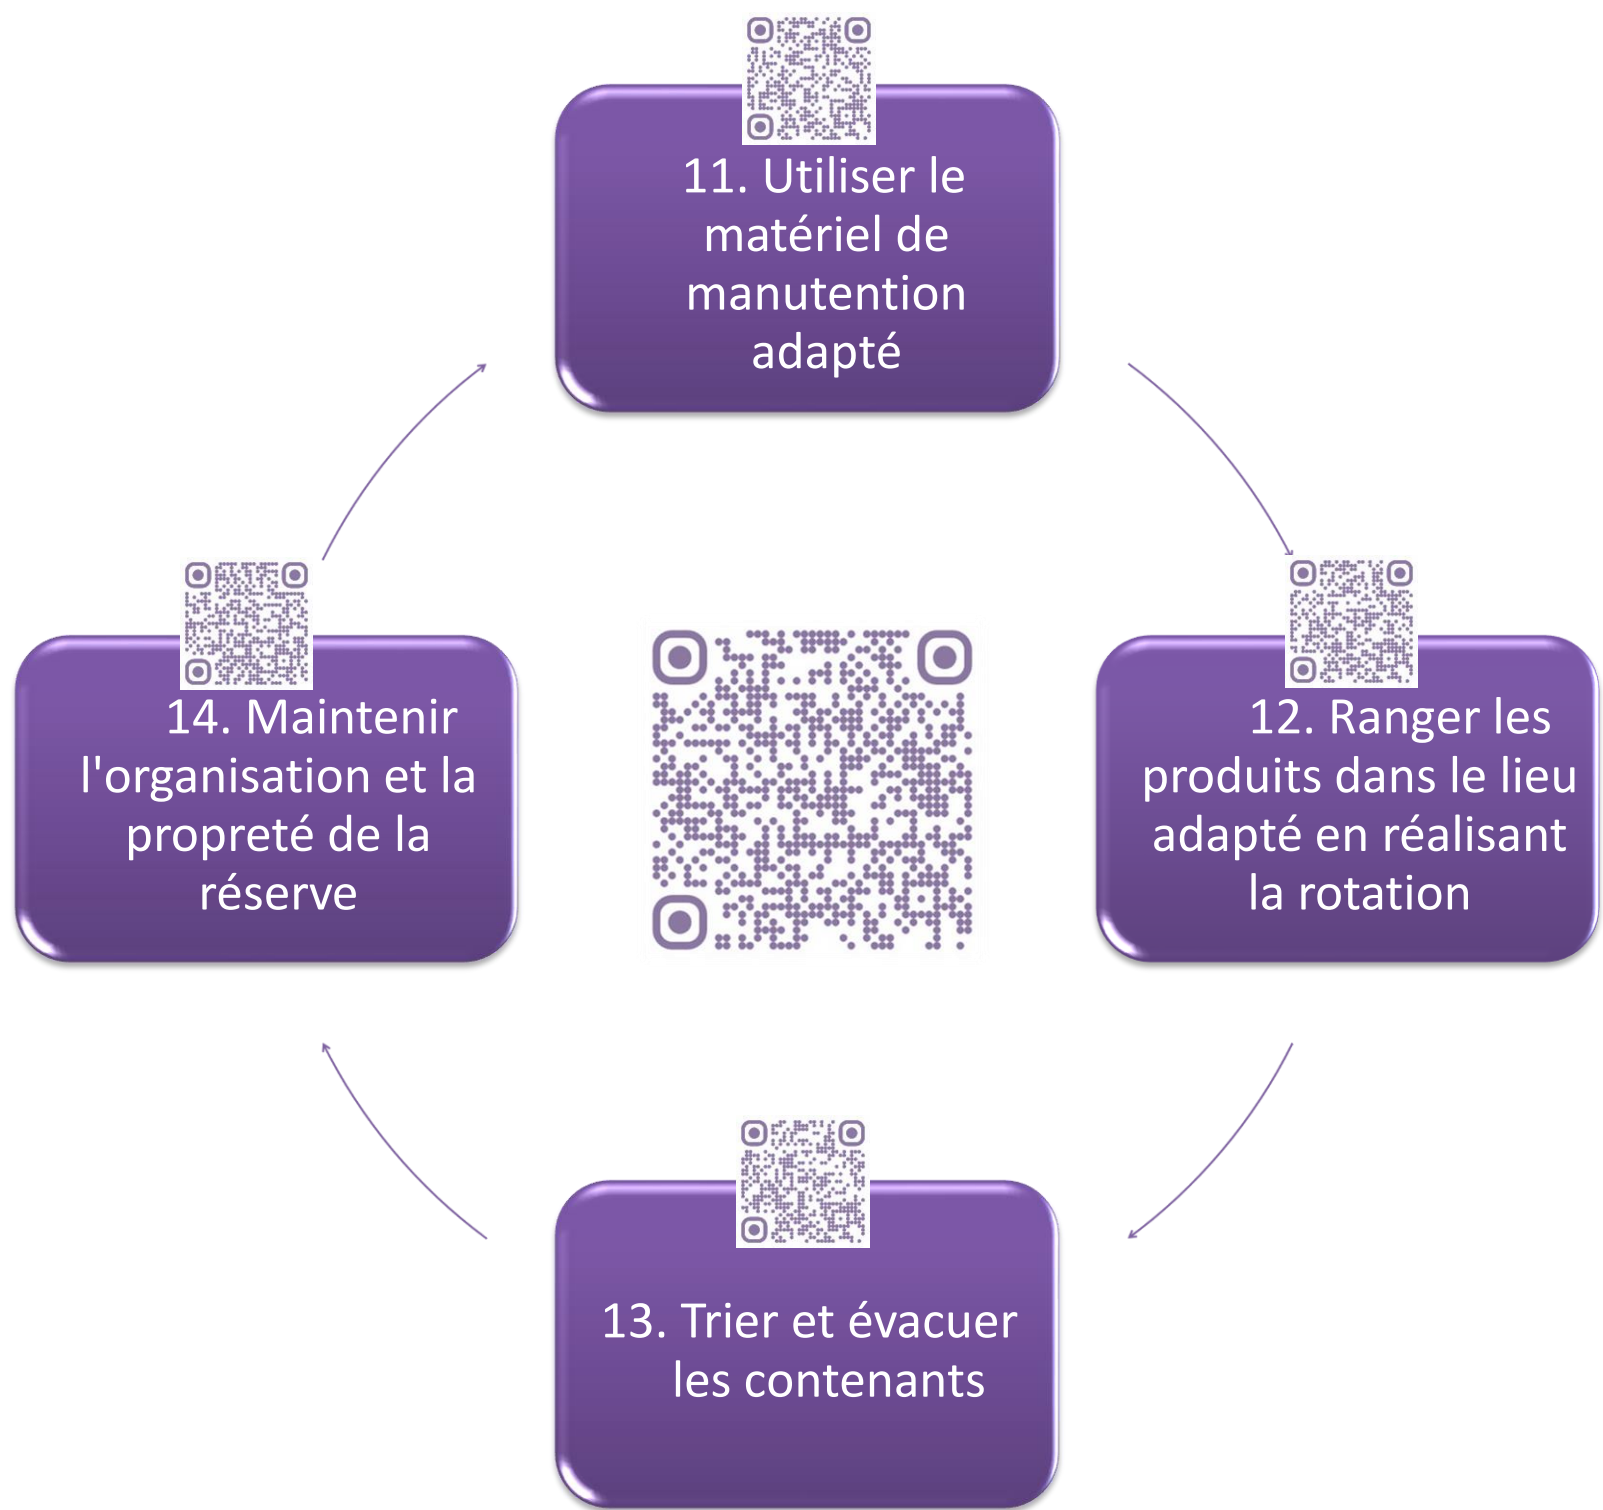 11. Utiliser le
matériel de
manutention
adapté
12. Ranger les
produits dans le lieu
adapté en réalisant
la rotation
13. Trier et évacuer
les contenants
14. Maintenir
l'organisation et la
propreté de la
réserve